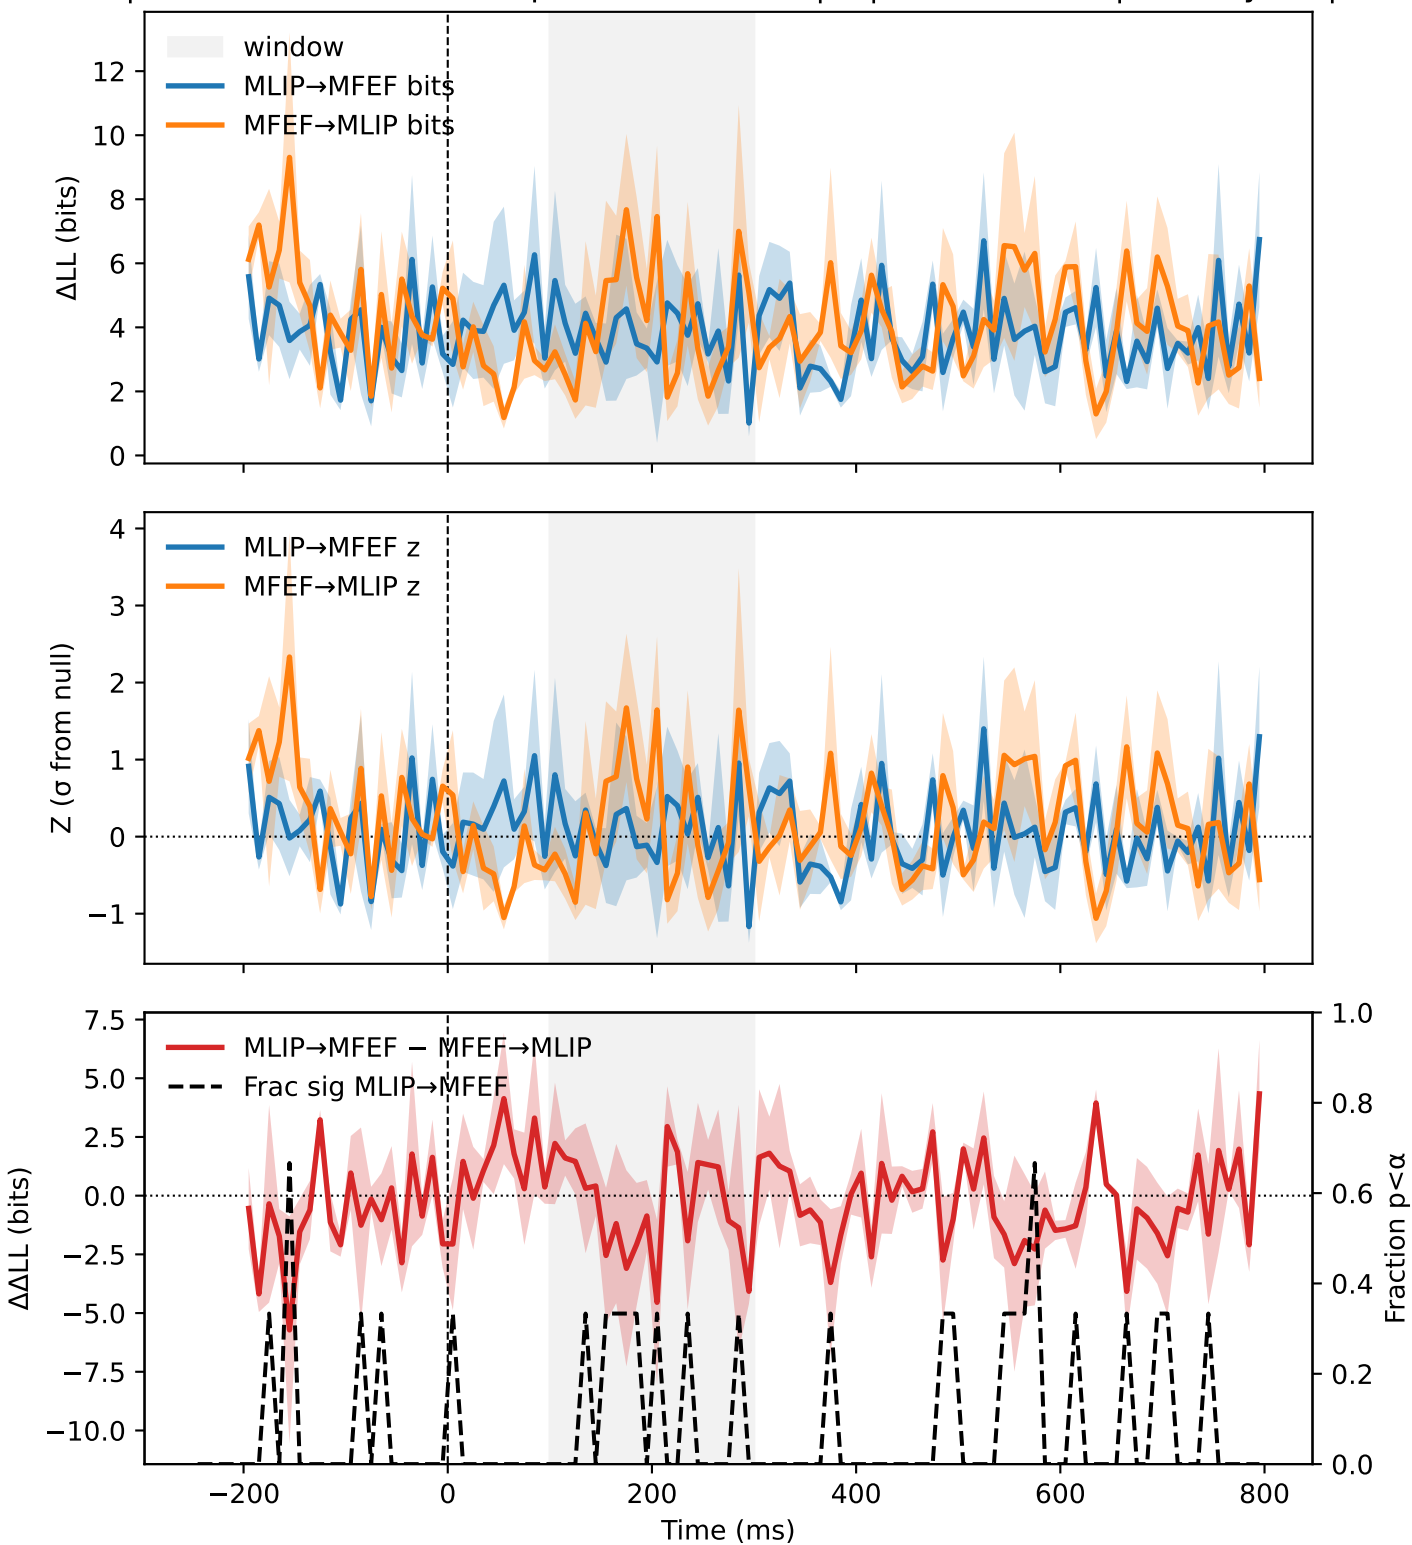 window
MLIP→MFEF bits
MFEF→MLIP bits
ΔLL (bits)
12
10
8
6
4
2
0
MLIP→MFEF z
MFEF→MLIP z
Z (σ from null)
4
3
2
1
0
−1
MLIP→MFEF − MFEF→MLIP
Frac sig MLIP→MFEF
ΔΔLL (bits)
7.5
5.0
2.5
0.0
−2.5
−5.0
−7.5
−10.0
1.0
0.8
0.6
0.4
0.2
0.0
Fraction p<α
−200 0 200 400 600 800
Time (ms)